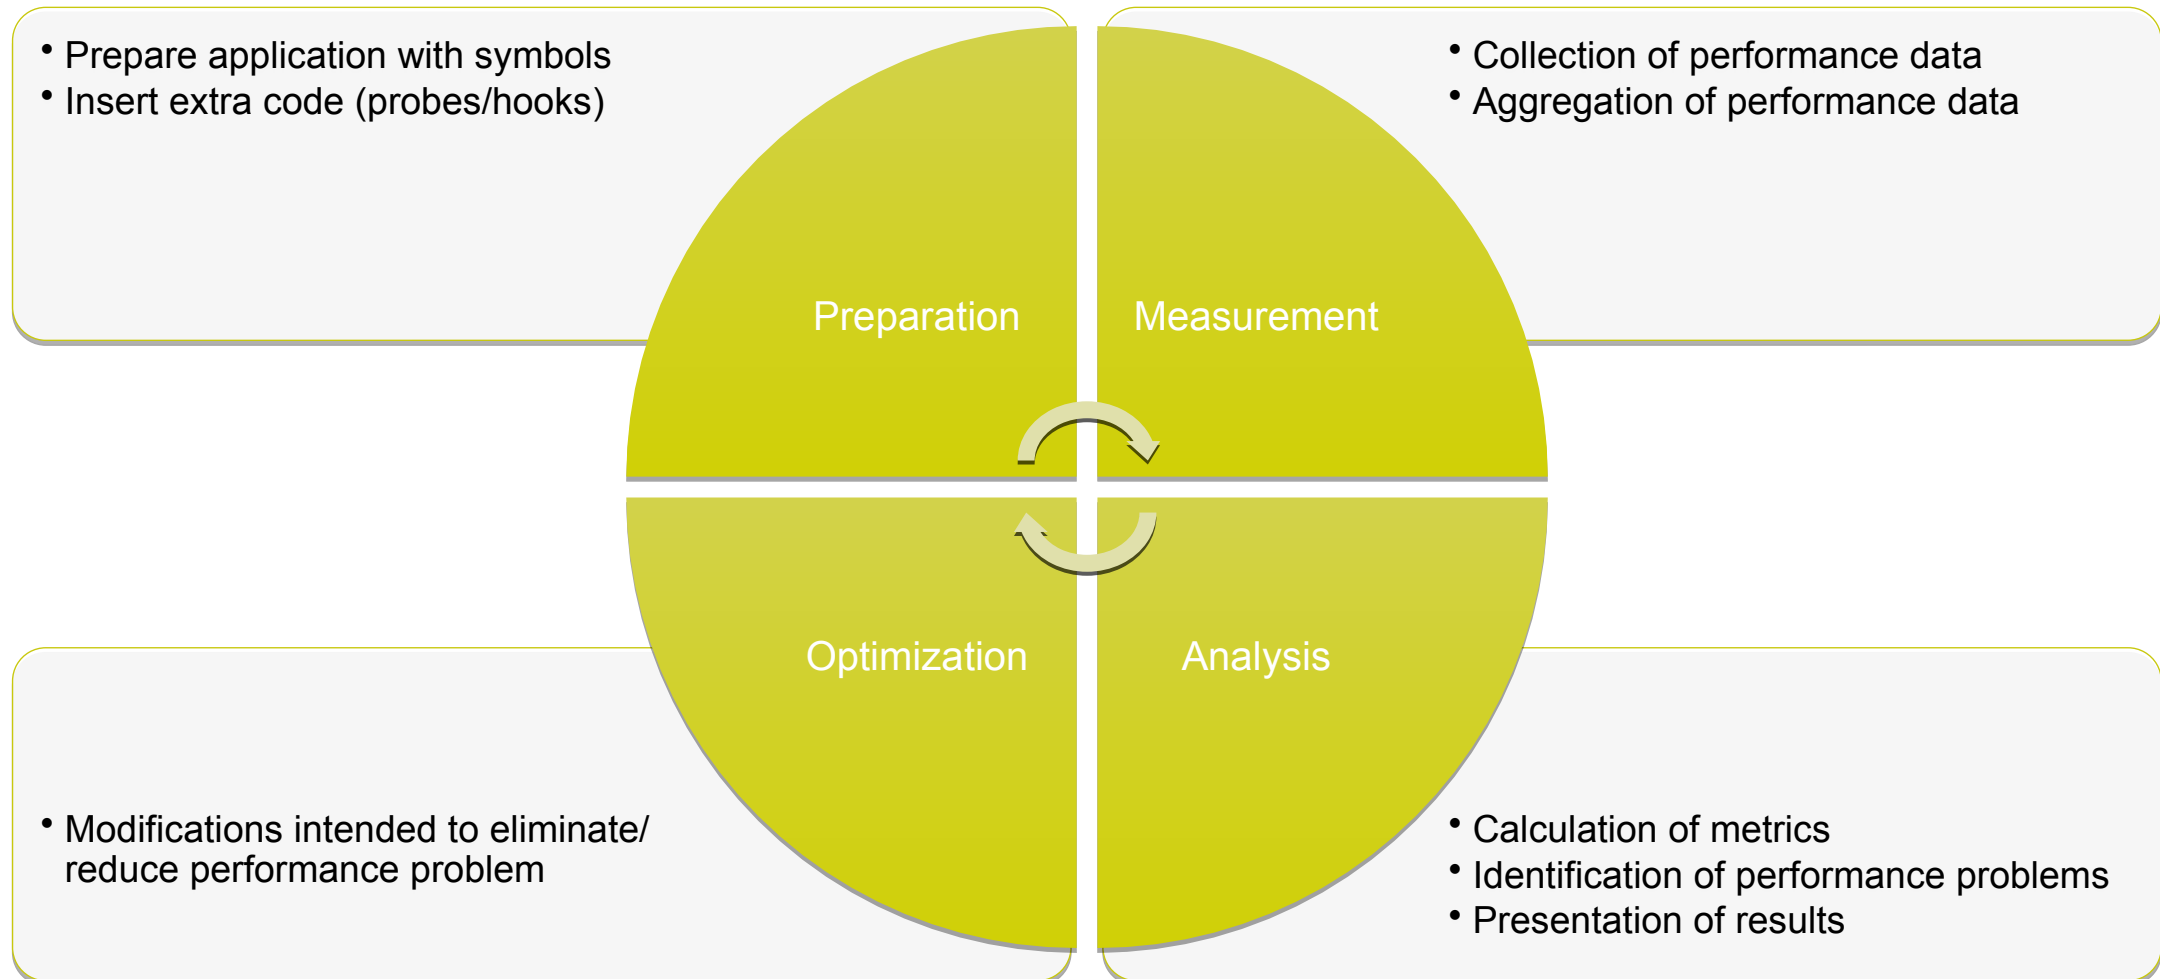 • Prepare application with symbols
• Insert extra code (probes/hooks)
• Collection of performance data
• Aggregation of performance data
Preparation
Measurement
Optimization
Analysis
• Modifications intended to eliminate/
reduce performance problem
• Calculation of metrics
• Identification of performance problems
• Presentation of results